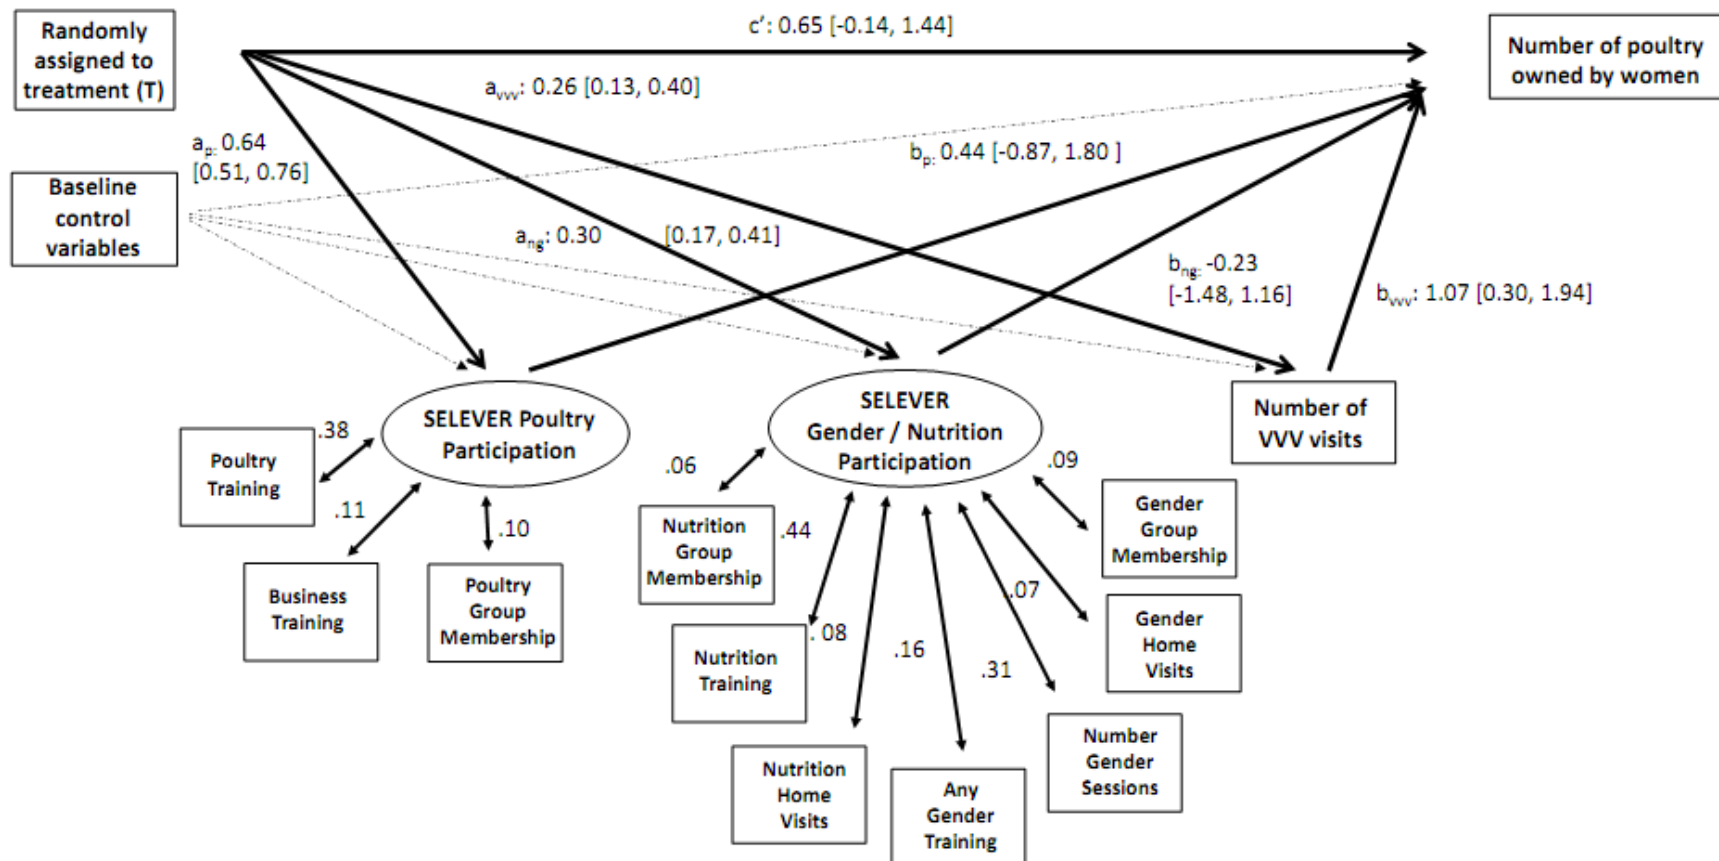 Randomly
assigned to
treatment (T)
c’: 0.65 [-0.14, 1.44]
Number of poultry
owned by women
a_vvv: 0.26 [0.13, 0.40]
a_p: 0.64
[0.51, 0.76]
b_p: 0.44 [-0.87, 1.80 ]
Baseline
control
variables
a_ng: 0.30 [0.17, 0.41]
b_ng: -0.23
[-1.48, 1.16]
b_vvv: 1.07 [0.30, 1.94]
SELEVER Poultry
Participation
SELEVER
Gender / Nutrition
Participation
Number of
VVV visits
.38
Poultry
Training
.11
.10
Business
Training
Poultry
Group
Membership
.06
Nutrition
Group
Membership
.44
.09
Gender
Group
Membership
Nutrition
Training
. 08
.16
.07
.31
Gender
Home
Visits
Nutrition
Home
Visits
Any
Gender
Training
Number
Gender
Sessions